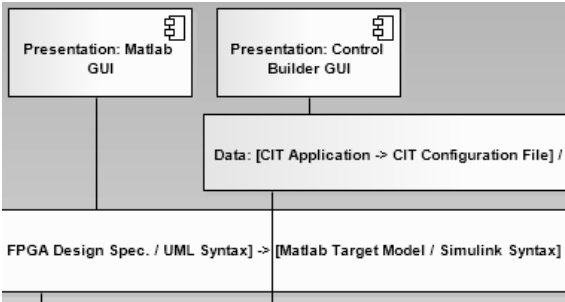 Presentation: Matlab
GUI
Presentation: Control
Builder GUI
Data: [CIT Application -> CIT Configuration File] /
FPGA Design Spec. / UML Syntax] -> [Matlab Target Model / Simulink Syntax]